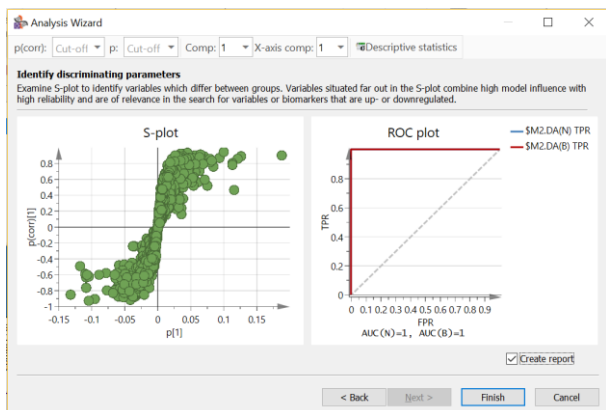 Analysis Wizard
p(corr): Cut-off p: Cut-off Comp: 1 X-axis comp: 1 Descriptive statistics
Identify discriminating parameters
Examine S-plot to identify variables which differ between groups. Variables situated far out in the S-plot combine high model influence with
high reliability and are of relevance in the search for variables or biomarkers that are up- or downregulated.
S-plot
p(corr)[1]
0.8
0.6
0.4
0.2
0
-0.2
-0.4
-0.6
-0.8
-1
-0.15 -0.1 -0.05 0 0.05 0.1 0.15
p[1]
ROC plot
$M2.DA(N) TPR
$M2.DA(B) TPR
TPR
0.8
0.6
0.4
0.2
0
0 0.1 0.2 0.3 0.4 0.5 0.6 0.7 0.8 0.9
FPR
AUC(N)=1, AUC(B)=1
Create report
< Back Next > Finish Cancel